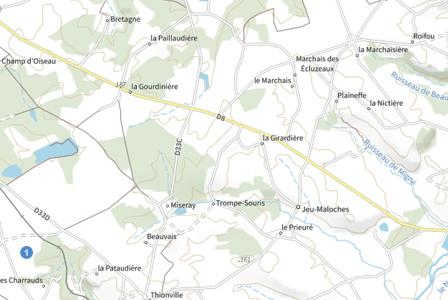 Bretagne
la Paillaudière
Roifou
la Marchaisière
Champ d'Oiseau
Marchais des
Écluzeaux
la Gourdinière
le Marchais
Plaineffe
Ruisseau de Beau
la Nictière
D8
la Girardière
D33C
Ruisseau de Migné
Miseray
Trompe-Souris
Jeu-Maloches
D33D
le Prieuré
Beauvais
1
.161
la Pataudière
es Charrauds
Thionville